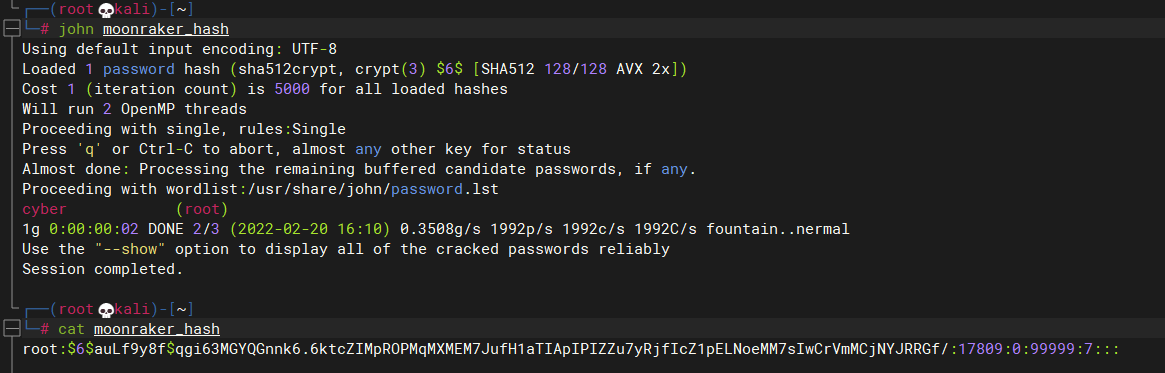 ┌──(root💀kali)-[~]
└─# john moonraker_hash
Using default input encoding: UTF-8
Loaded 1 password hash (sha512crypt, crypt(3) $6$ [SHA512 128/128 AVX 2x])
Cost 1 (iteration count) is 5000 for all loaded hashes
Will run 2 OpenMP threads
Proceeding with single, rules:Single
Press 'q' or Ctrl-C to abort, almost any other key for status
Almost done: Processing the remaining buffered candidate passwords, if any.
Proceeding with wordlist:/usr/share/john/password.lst
cyber            (root)
1g 0:00:00:02 DONE 2/3 (2022-02-20 16:10) 0.3508g/s 1992p/s 1992c/s 1992C/s fountain..nermal
Use the "--show" option to display all of the cracked passwords reliably
Session completed.
┌──(root💀kali)-[~]
└─# cat moonraker_hash
root:$6$auLf9y8f$qgi63MGYQGnnk6.6ktcZIMpROPMqMXMEM7JufH1aTIApIPIZZu7yRjfIcZ1pELNoeMM7sIwCrVmMCjNYJRRGf/:17809:0:99999:7:::